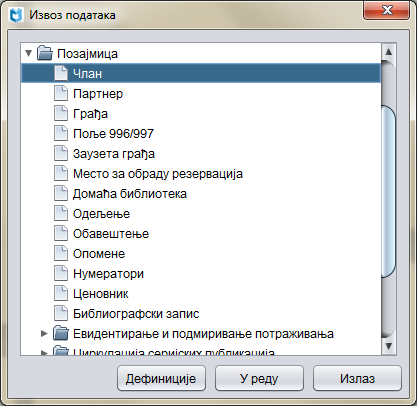 Извоз података
Позајмица
Члан
Партнер
Грађа
Поље 996/997
Заузета грађа
Место за обраду резервација
Домаћа библиотека
Одељење
Обавештење
Опомене
Нумератори
Ценовник
Библиографски запис
Евидентирање и подмиривање потраживања
Циркулација серијских публикација
Дефиниције
У реду
Излаз